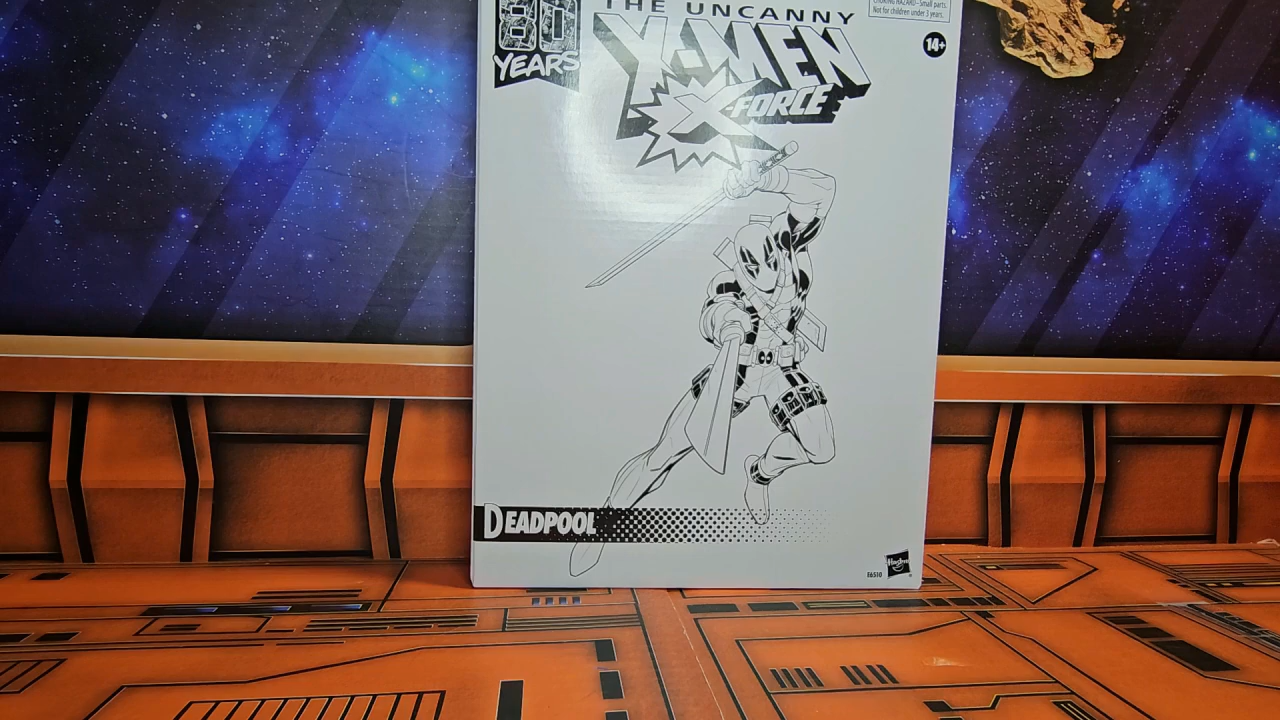 80
YEARS
THE UNCANNY
X-MEN
X-FORCE
CHOKING HAZARD–Small parts.
Not for children under 3 years.
14+
DEADPOOL
E6510
Hasbro